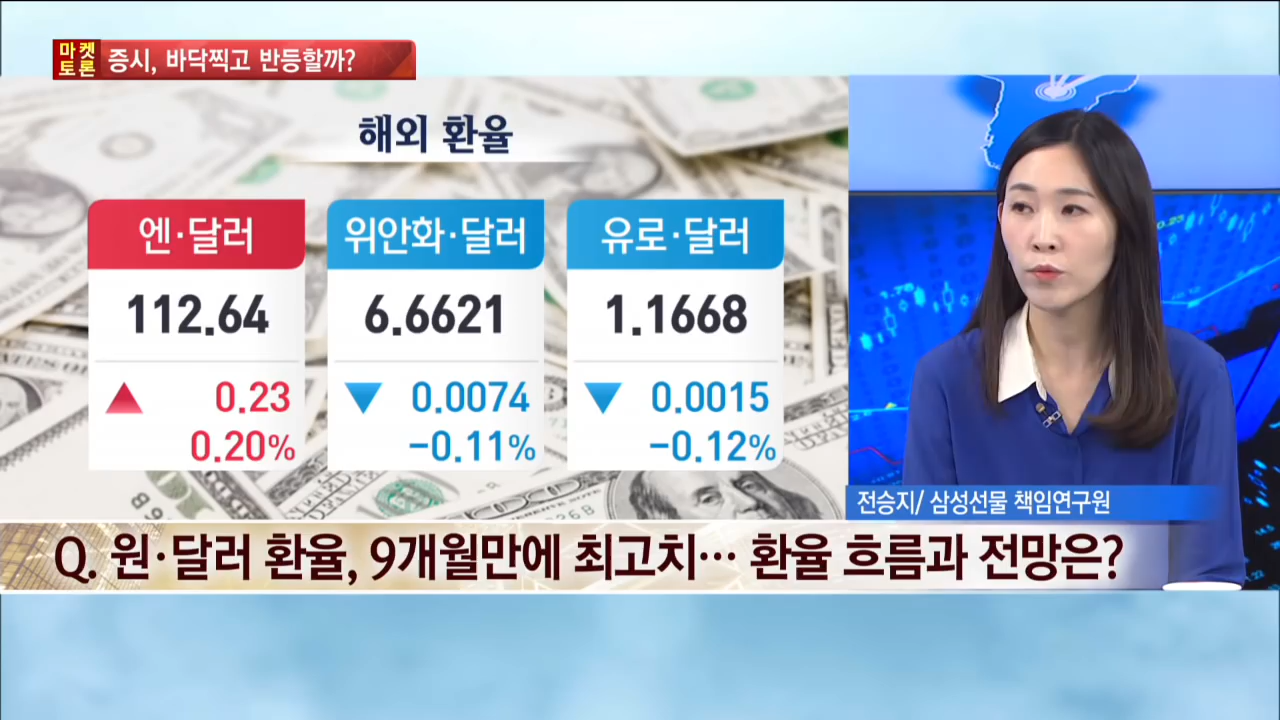 마켓 토론
증시, 바닥찍고 반등할까?
해외 환율
엔·달러
112.64
▲ 0.23
0.20%
위안화·달러
6.6621
▼ 0.0074
-0.11%
유로·달러
1.1668
▼ 0.0015
-0.12%
전승지/ 삼성선물 책임연구원
Q. 원·달러 환율, 9개월만에 최고치… 환율 흐름과 전망은?